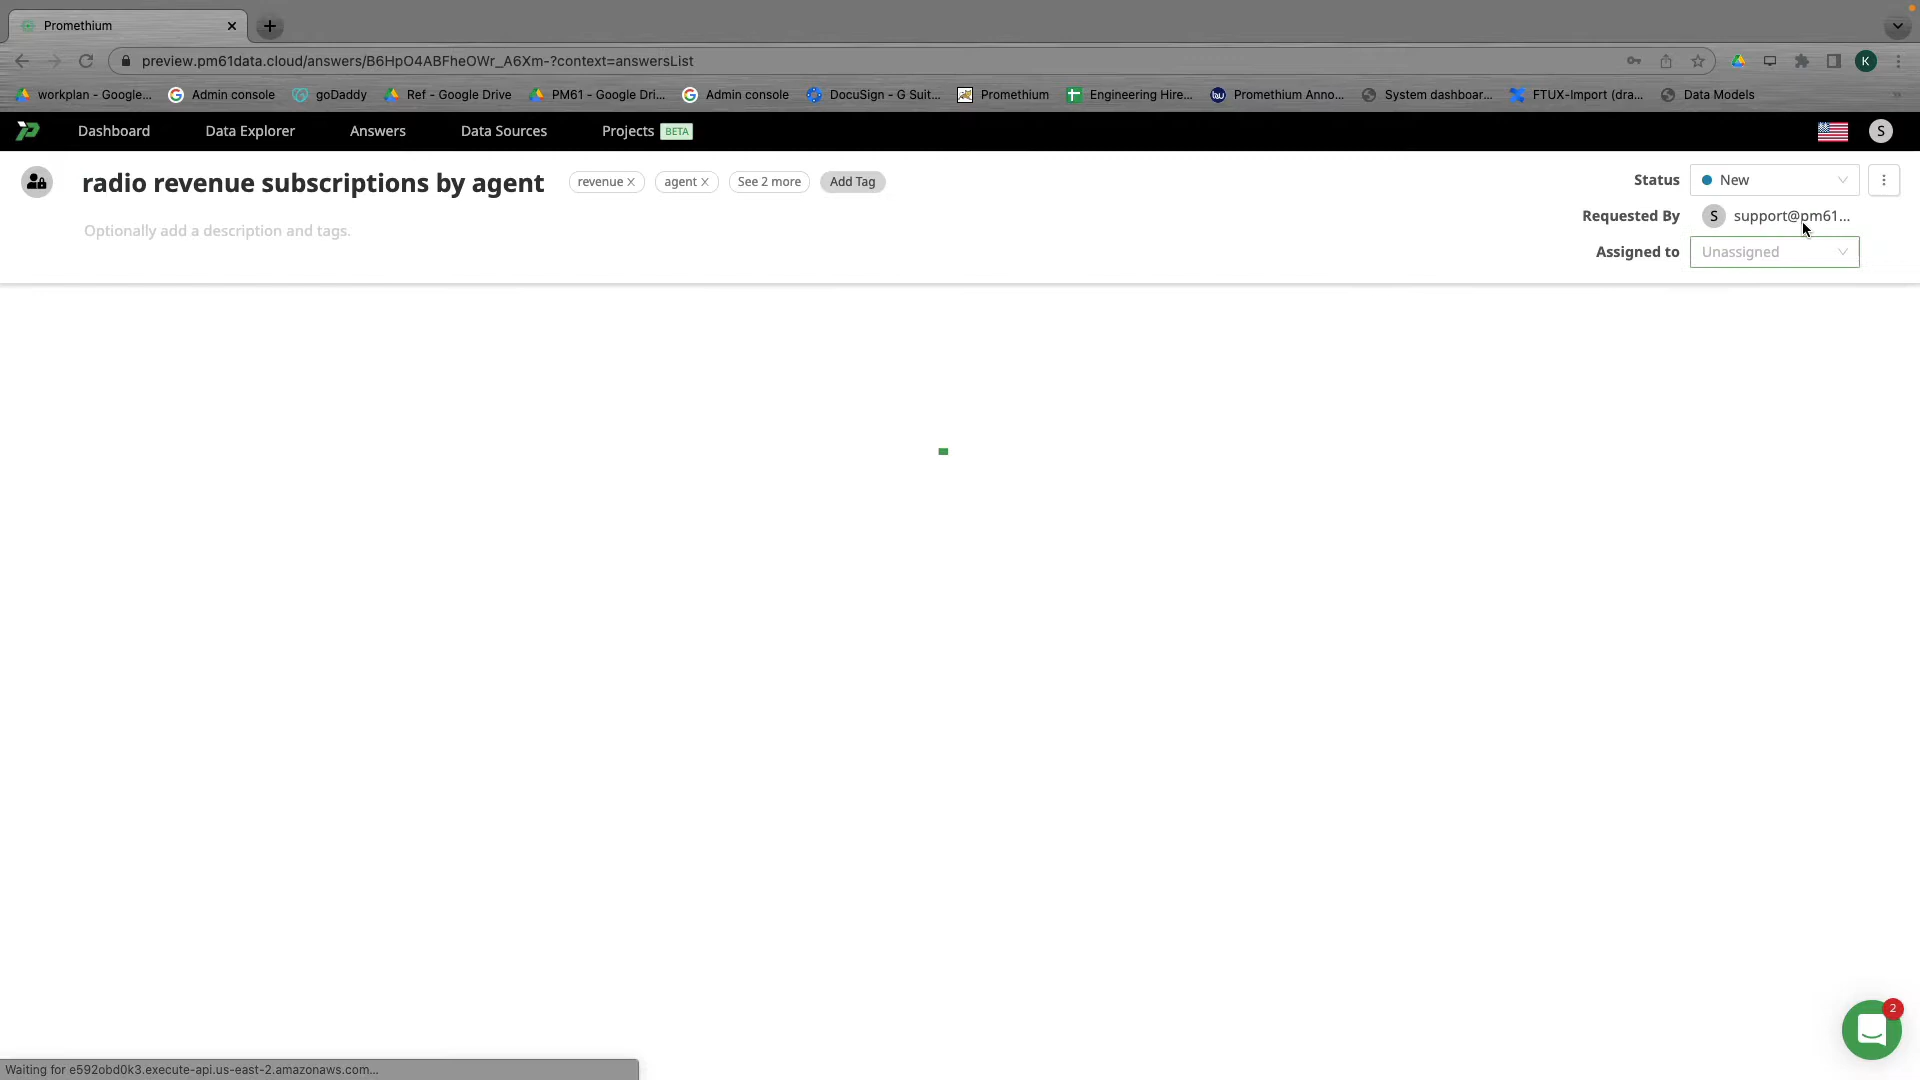 Promethium
preview.pm61data.cloud/answers/B6HpO4ABFheOWr_A6Xm-?context=answersList
K
workplan - Google...
Admin console
goDaddy
Ref - Google Drive
PM61 - Google Dri...
Admin console
DocuSign - G Suit...
Promethium
Engineering Hire...
Promethium Anno...
System dashboar...
FTUX-Import (dra...
Data Models
Dashboard
Data Explorer
Answers
Data Sources
Projects BETA
S
radio revenue subscriptions by agent
revenue
agent
See 2 more
Add Tag
Status
New
Optionally add a description and tags.
Requested By
S support@pm61...
Assigned to
Unassigned
2
Waiting for e592obd0k3.execute-api.us-east-2.amazonaws.com...